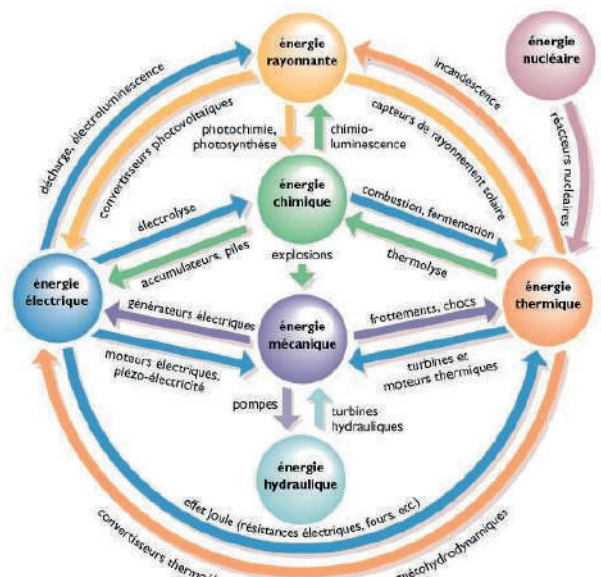 énergie
rayonnante
énergie
nucléaire
décharge, électroluminescence
convertisseurs photovoltaïques
photochimie,
photosynthèse
chimio-
luminescence
capteurs de rayonnement solaire
incandescence
réacteurs nucléaires
énergie
chimique
électrolyse
accumulateurs, piles
combustion, fermentation
thermolyse
explosions
énergie
électrique
énergie
thermique
générateurs électriques
énergie
mécanique
frottements, chocs
moteurs électriques,
piézo-électricité
turbines et
moteurs thermiques
pompes
turbines
hydrauliques
énergie
hydraulique
effet Joule (résistances électriques, fours, etc.)
convertisseurs